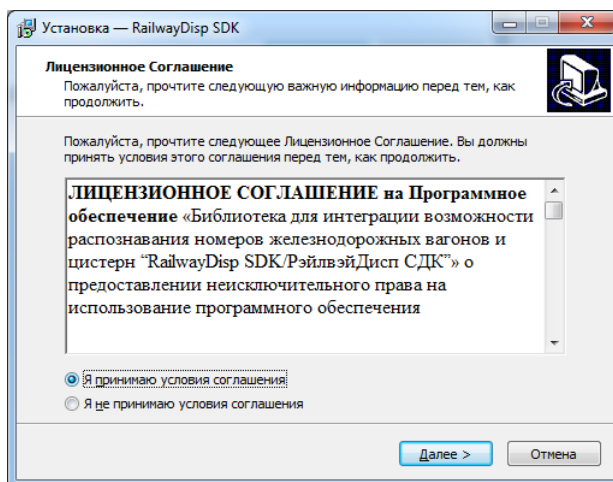 Установка — RailwayDisp SDK
Лицензионное Соглашение
Пожалуйста, прочтите следующую важную информацию перед тем, как
продолжить.
Пожалуйста, прочтите следующее Лицензионное Соглашение. Вы должны
принять условия этого соглашения перед тем, как продолжить.
ЛИЦЕНЗИОННОЕ СОГЛАШЕНИЕ на Программное
обеспечение «Библиотека для интеграции возможности
распознавания номеров железнодорожных вагонов и
цистерн “RailwayDisp SDK/РэйлвэйДисп СДК”» о
предоставлении неисключительного права на
использование программного обеспечения
Я принимаю условия соглашения
Я не принимаю условия соглашения
Далее >
Отмена